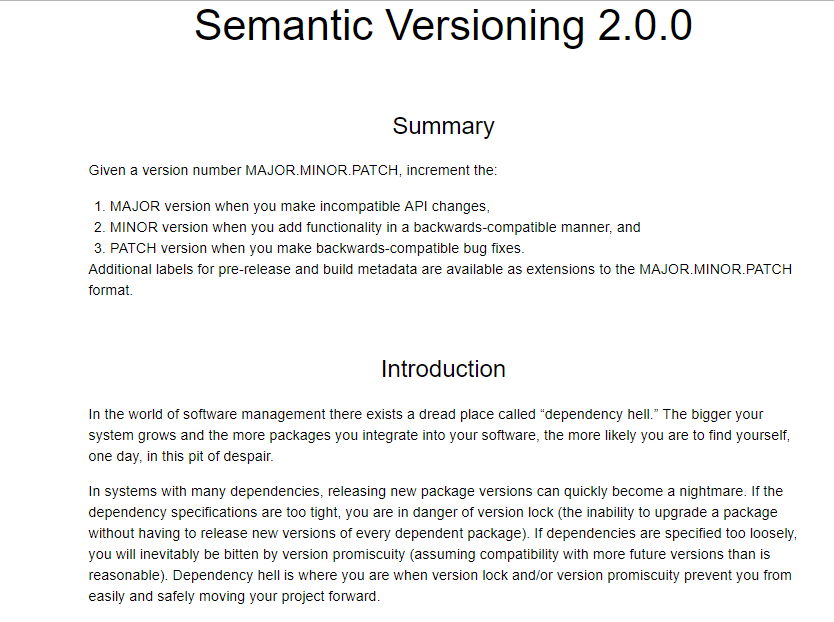 Semantic Versioning 2.0.0
Summary
Given a version number MAJOR.MINOR.PATCH, increment the:
1. MAJOR version when you make incompatible API changes,
2. MINOR version when you add functionality in a backwards-compatible manner, and
3. PATCH version when you make backwards-compatible bug fixes.
Additional labels for pre-release and build metadata are available as extensions to the MAJOR.MINOR.PATCH
format.
Introduction
In the world of software management there exists a dread place called “dependency hell.” The bigger your
system grows and the more packages you integrate into your software, the more likely you are to find yourself,
one day, in this pit of despair.
In systems with many dependencies, releasing new package versions can quickly become a nightmare. If the
dependency specifications are too tight, you are in danger of version lock (the inability to upgrade a package
without having to release new versions of every dependent package). If dependencies are specified too loosely,
you will inevitably be bitten by version promiscuity (assuming compatibility with more future versions than is
reasonable). Dependency hell is where you are when version lock and/or version promiscuity prevent you from
easily and safely moving your project forward.